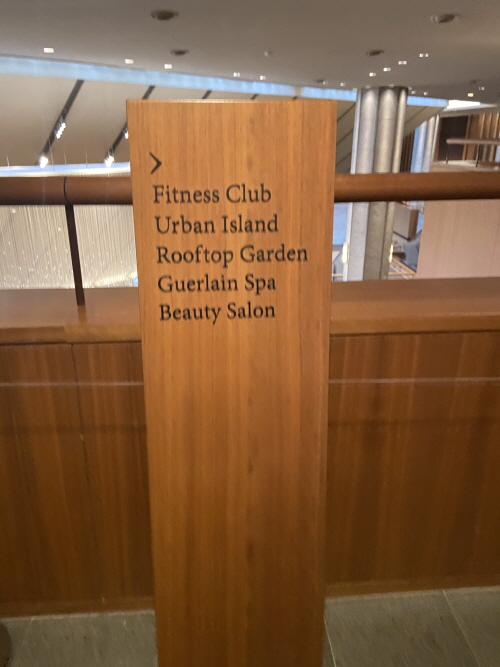 >
Fitness Club
Urban Island
Rooftop Garden
Guerlain Spa
Beauty Salon